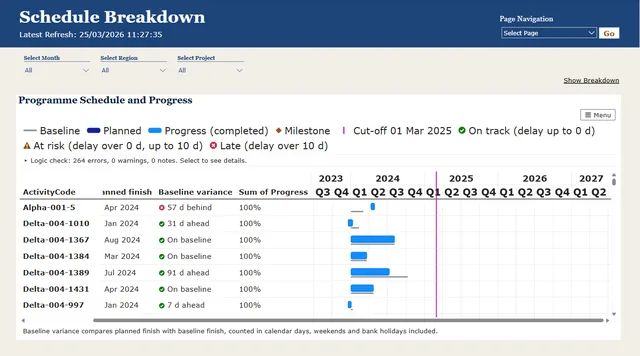 Schedule Breakdown
Latest Refresh: 25/03/2026 11:27:35
Page Navigation
Select Page
Go
Select Month
Select Region
Select Project
All
All
All
Show Breakdown
Programme Schedule and Progress
Menu
Baseline Planned Progress (completed) Milestone Cut-off 01 Mar 2025 On track (delay up to 0 d)
At risk (delay over 0 d, up to 10 d) Late (delay over 10 d)
Logic check: 264 errors, 0 warnings, 0 notes. Select to see details.
2023 2024 2025 2026 2027
ActivityCode nned finish Baseline variance Sum of Progress Q3 Q4 Q1 Q2 Q3 Q4 Q1 Q2 Q3 Q4 Q1 Q2 Q3 Q4 Q1 Q2
Alpha-001-5 Apr 2024 57 d behind 100%
Delta-004-1010 Jan 2024 31 d ahead 100%
Delta-004-1367 Aug 2024 On baseline 100%
Delta-004-1384 Mar 2024 On baseline 100%
Delta-004-1389 Jul 2024 91 d ahead 100%
Delta-004-1431 Apr 2024 On baseline 100%
Delta-004-997 Jan 2024 7 d ahead 100%
Baseline variance compares planned finish with baseline finish, counted in calendar days, weekends and bank holidays included.